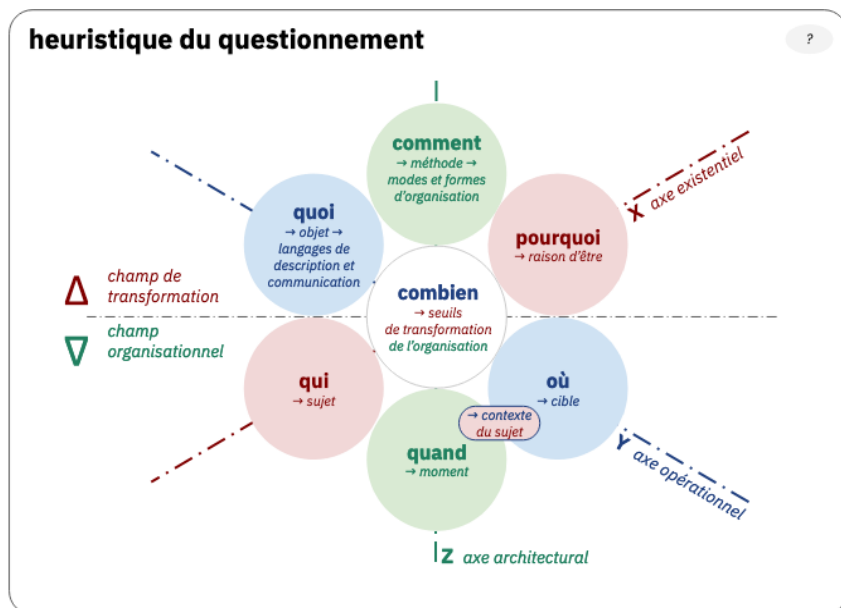 heuristique du questionnement
?
comment
→ méthode →
modes et formes
d'organisation
quoi
→ objet →
langages de
description et
communication
pourquoi
→ raison d'être
X axe existentiel
combien
→ seuils
de transformation
de l'organisation
Δ champ de
transformation
∇ champ
organisationnel
qui
→ sujet
où
→ cible
→ contexte
du sujet
quand
→ moment
Y axe opérationnel
Z axe architectural